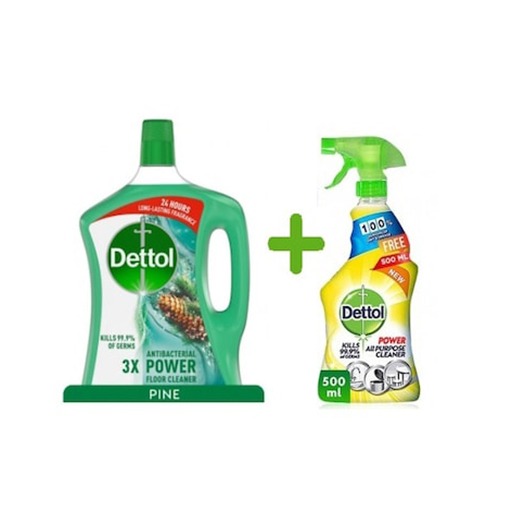 24 HOURS
LONG-LASTING FRAGRANCE
Dettol
KILLS 99.9%
OF GERMS
ANTIBACTERIAL
3X POWER
FLOOR CLEANER
PINE
100%
FREE
500 ML
NEW
Dettol
KILLS
99.9%
of GERMS
POWER
All PURPOSE
CLEANER
500
ml